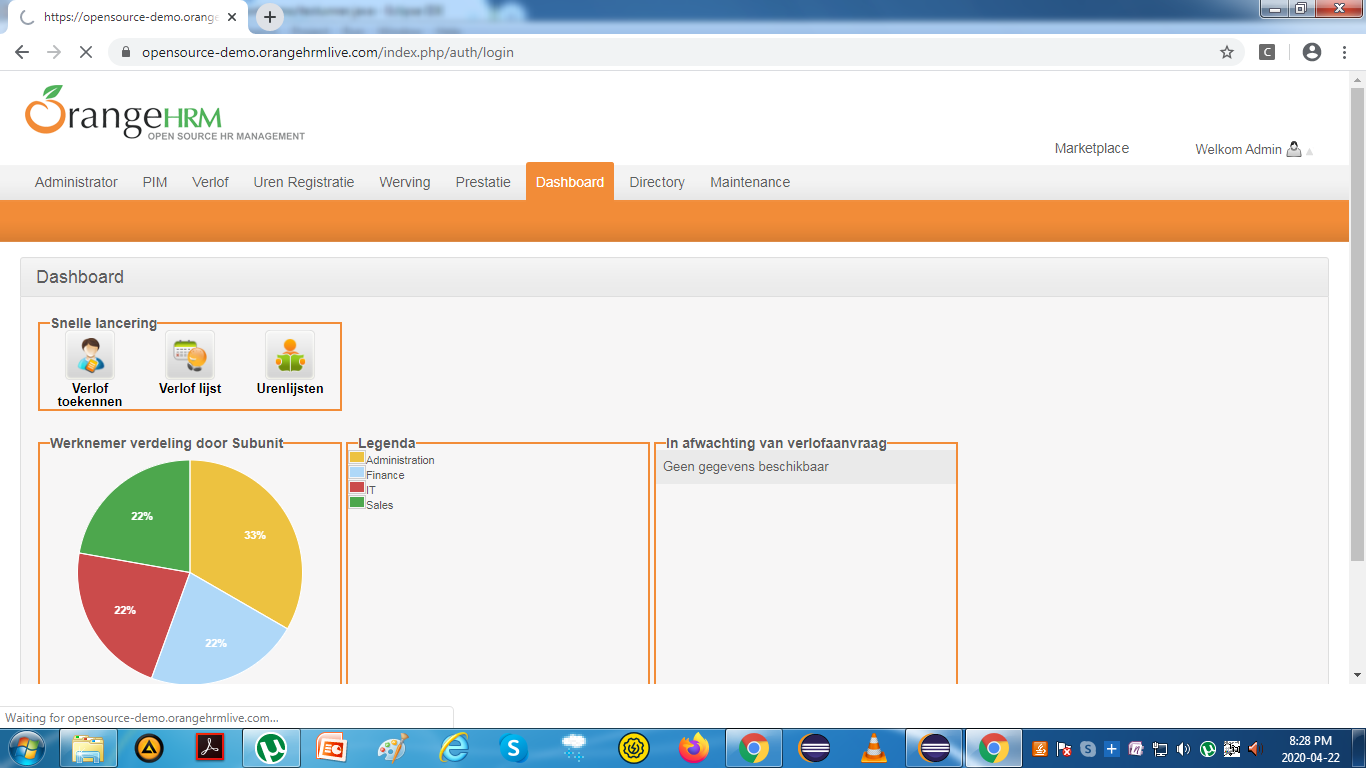 https://opensource-demo.orange
opensource-demo.orangehrmlive.com/index.php/auth/login
OrangeHRM
OPEN SOURCE HR MANAGEMENT
Marketplace
Welkom Admin
Administrator PIM Verlof Uren Registratie Werving Prestatie Dashboard Directory Maintenance
Dashboard
Snelle lancering
Verlof toekennen
Verlof lijst
Urenlijsten
Werknemer verdeling door Subunit
22%
33%
22%
22%
Legenda
Administration
Finance
IT
Sales
In afwachting van verlofaanvraag
Geen gegevens beschikbaar
Waiting for opensource-demo.orangehrmlive.com...
8:28 PM
2020-04-22